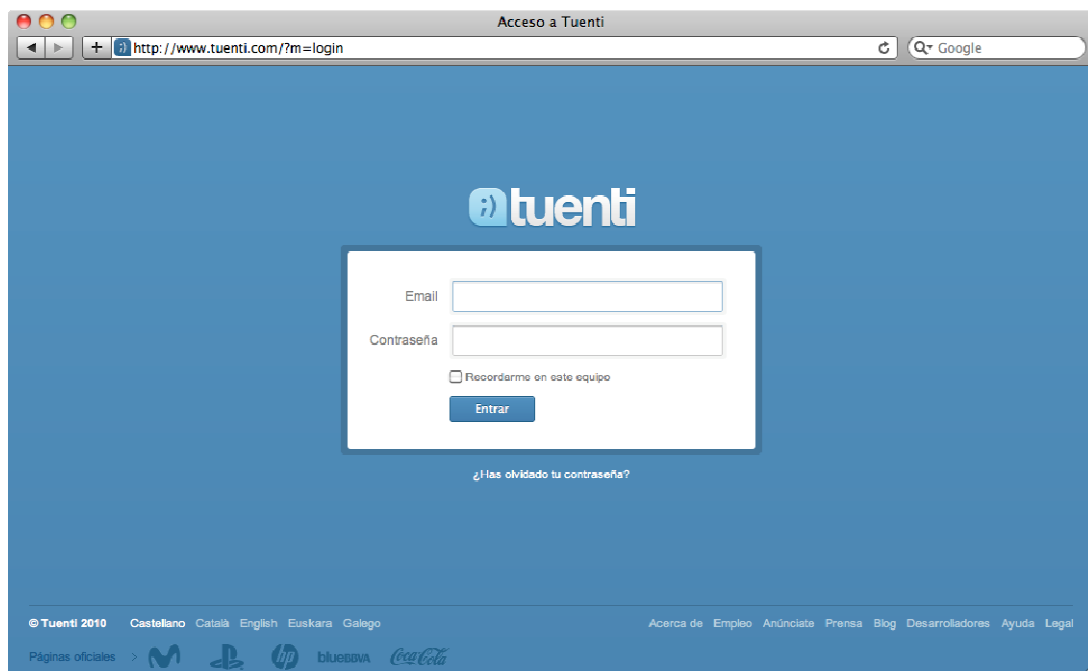 Acceso a Tuenti
http://www.tuenti.com/?m=login
Google
;) tuenti
Email
Contraseña
Recordarme en este equipo
Entrar
¿Has olvidado tu contraseña?
© Tuenti 2010 Castellano Català English Euskara Galego Acerca de Empleo Anúnciate Prensa Blog Desarrolladores Ayuda Legal
Páginas oficiales > hp blueBBVA Coca-Cola